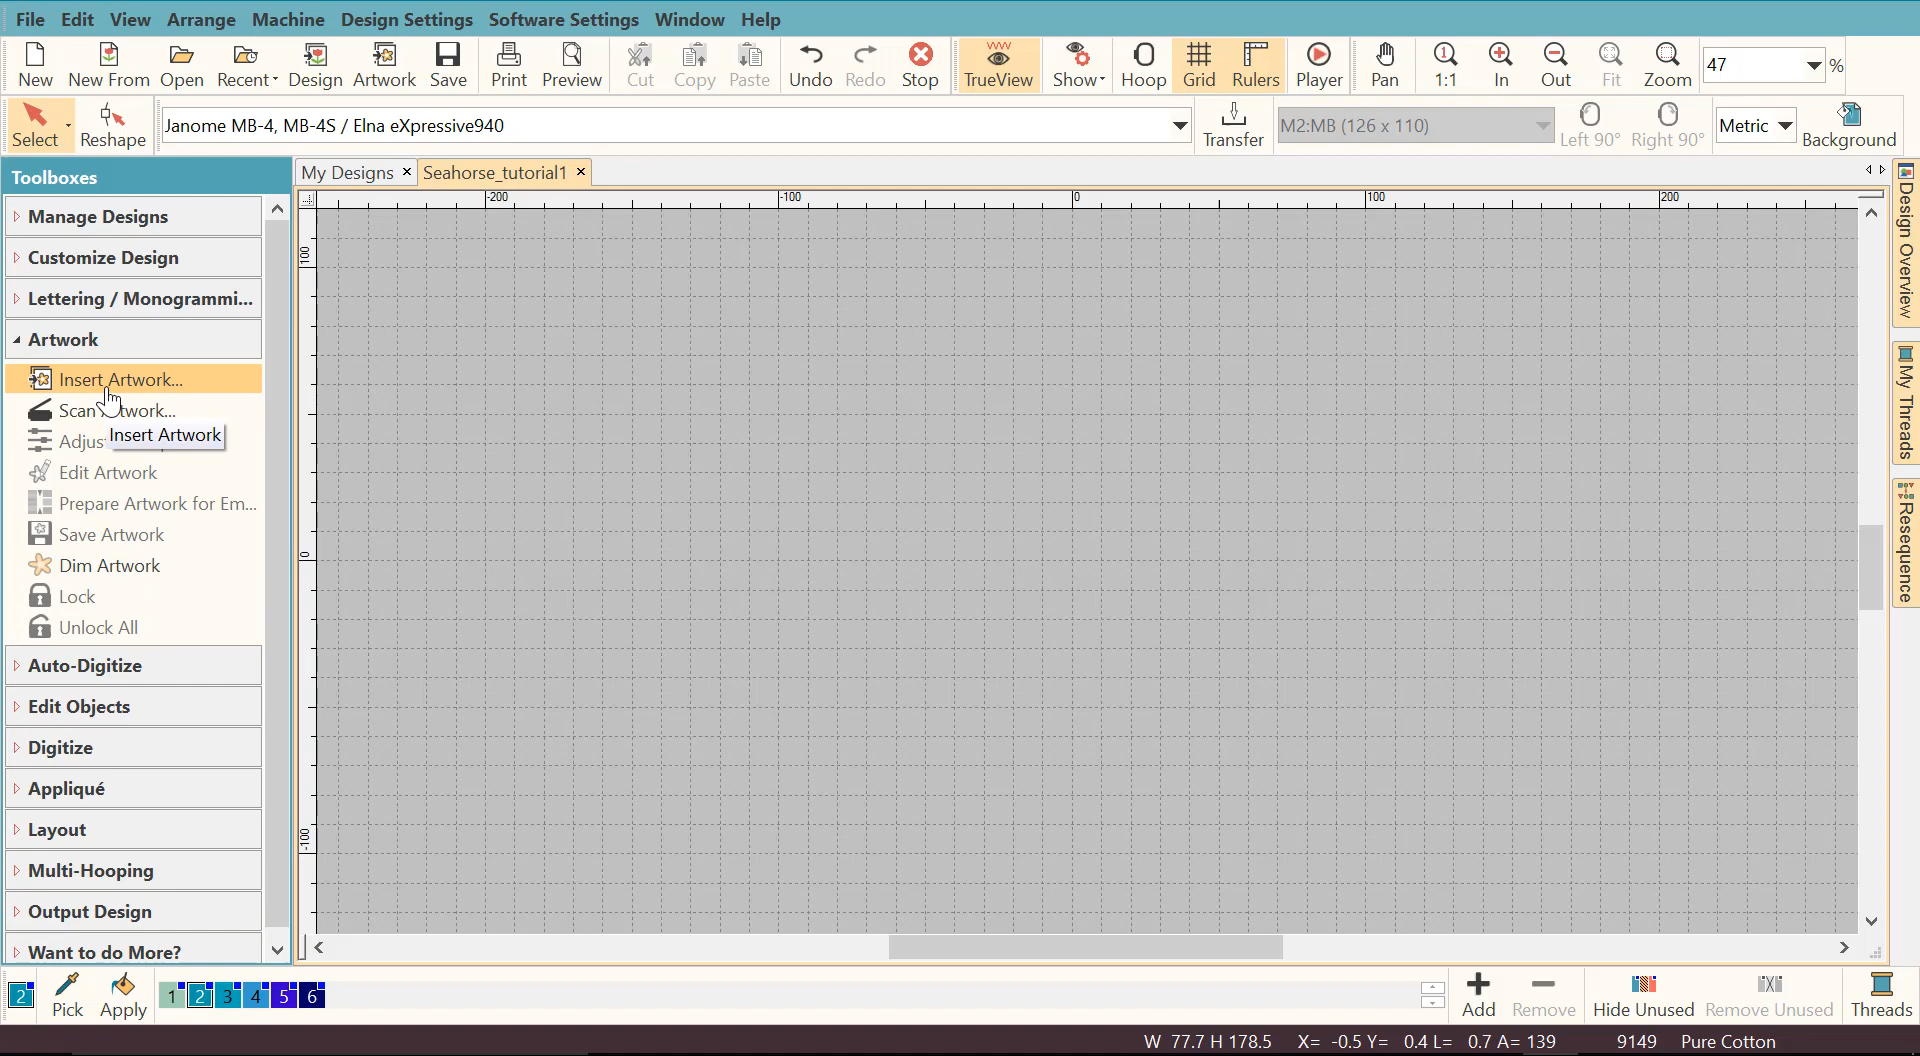 File Edit View Arrange Machine Design Settings Software Settings Window Help
New New From Open Recent Design Artwork Save Print Preview Cut Copy Paste Undo Redo Stop TrueView Show Hoop Grid Rulers Player Pan 1:1 In Out Fit Zoom 47 %
Select Reshape Janome MB-4, MB-4S / Elna eXpressive940 Transfer M2:MB (126 x 110) Left 90° Right 90° Metric Background
Toolboxes
My Designs × Seahorse_tutorial1 ×
-200 -100 0 100 200
Manage Designs
Customize Design
Lettering / Monogrammi...
Artwork
Insert Artwork...
Scan
twork...
Adjus
Insert Artwork
Edit Artwork
Prepare Artwork for Em...
Save Artwork
Dim Artwork
Lock
Unlock All
Auto-Digitize
Edit Objects
Digitize
Appliqué
Layout
Multi-Hooping
Output Design
Want to do More?
100
0
-100
Design Overview
My Threads
Resequence
2 Pick Apply 1 2 3 4 5 6 Add Remove Hide Unused Remove Unused Threads
W 77.7 H 178.5 X= -0.5 Y= 0.4 L= 0.7 A= 139 9149 Pure Cotton